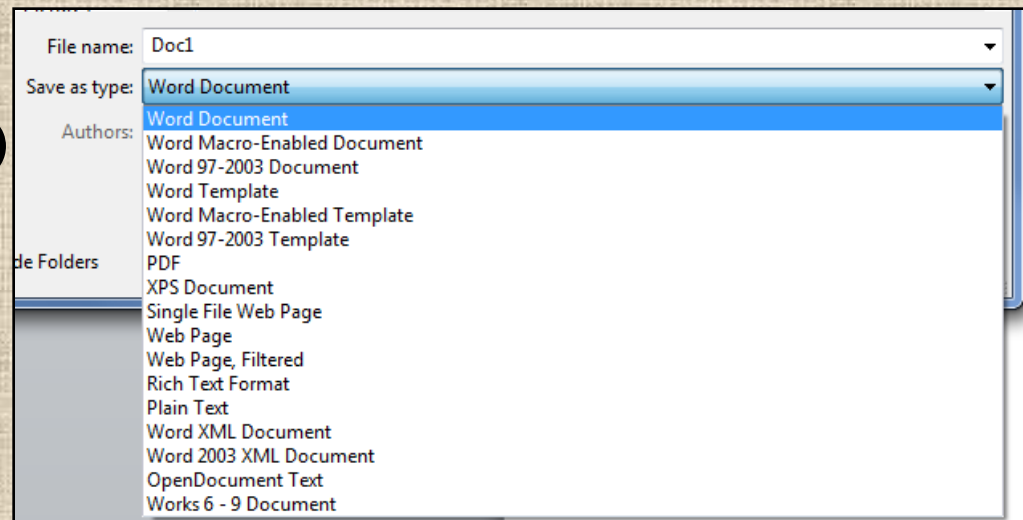 File name: Doc1
Save as type: Word Document
Authors:
Word Document
Word Macro-Enabled Document
Word 97-2003 Document
Word Template
Word Macro-Enabled Template
Word 97-2003 Template
de Folders
PDF
XPS Document
Single File Web Page
Web Page
Web Page, Filtered
Rich Text Format
Plain Text
Word XML Document
Word 2003 XML Document
OpenDocument Text
Works 6 - 9 Document